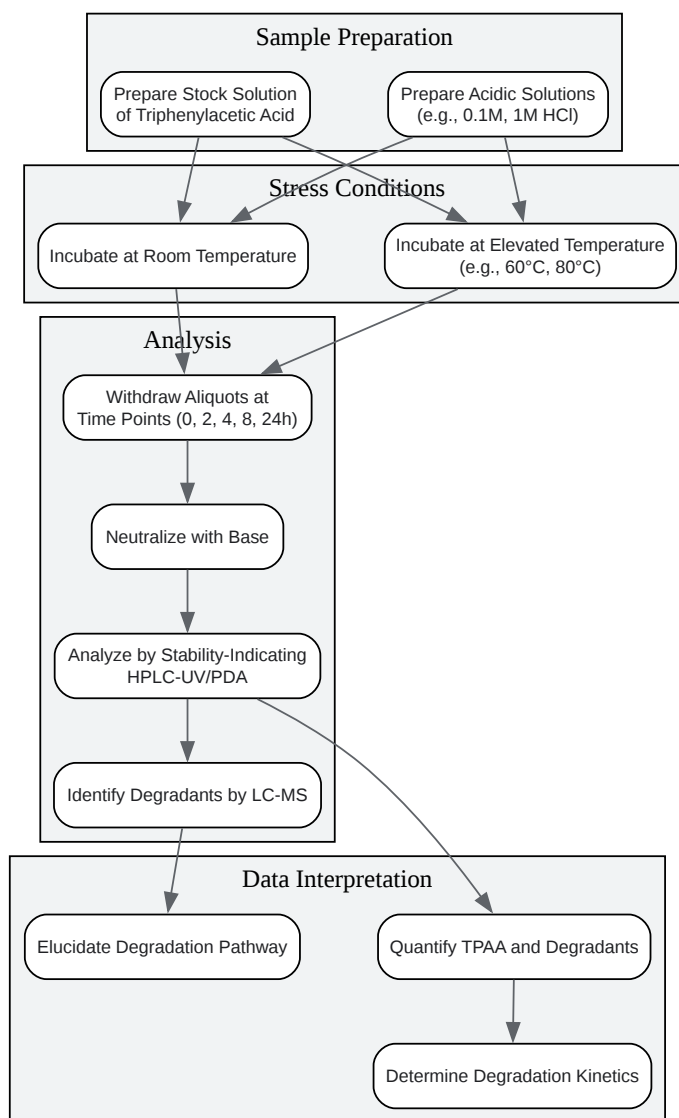 Sample Preparation
Prepare Stock Solution
of Triphenylacetic Acid
Prepare Acidic Solutions
(e.g., 0.1M, 1M HCl)
Stress Conditions
Incubate at Room Temperature
Incubate at Elevated Temperature
(e.g., 60°C, 80°C)
Analysis
Withdraw Aliquots at
Time Points (0, 2, 4, 8, 24h)
Neutralize with Base
Analyze by Stability-Indicating
HPLC-UV/PDA
Identify Degradants by LC-MS
Data Interpretation
Elucidate Degradation Pathway
Quantify TPAA and Degradants
Determine Degradation Kinetics